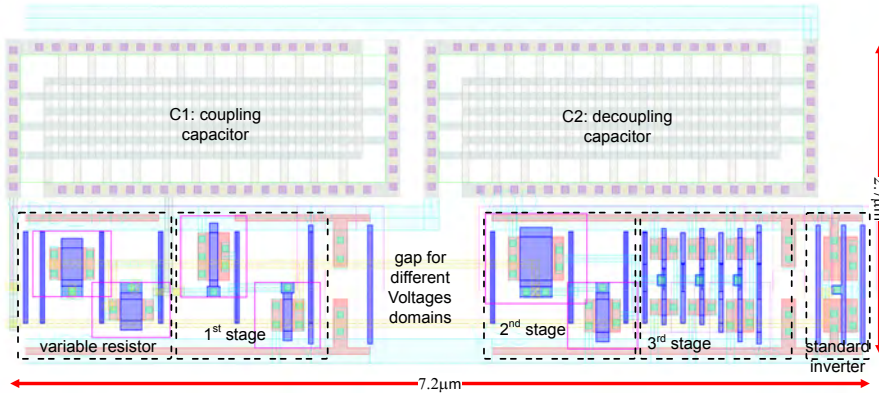 C1: coupling
capacitor
C2: decoupling
capacitor
gap for
different
Voltages
domains
variable resistor
1st stage
2nd stage
3rd stage
standard
inverter
7.2μm